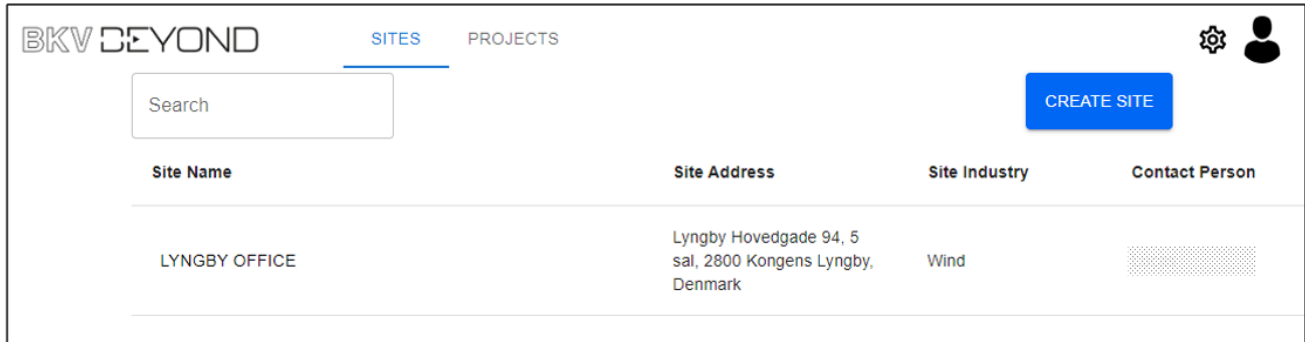 BKV BEYOND SITES PROJECTS
Search
CREATE SITE
Site Name Site Address Site Industry Contact Person
Lyngby Hovedgade 94, 5
LYNGBY OFFICE sal, 2800 Kongens Lyngby, Wind
Denmark